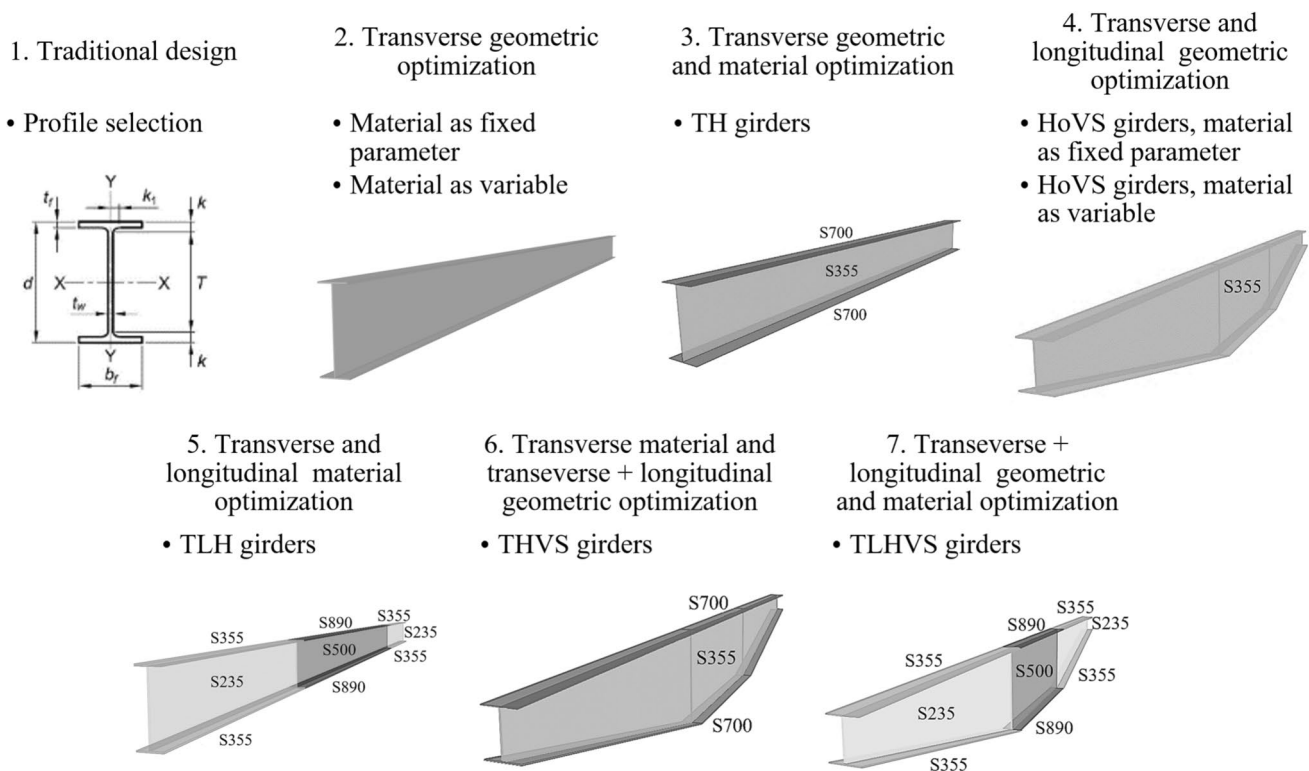 1. Traditional design
• Profile selection
Y
t_f
k_1
k
d
X
X
T
t_w
Y
k
b_f
2. Transverse geometric
optimization
• Material as fixed
parameter
• Material as variable
3. Transverse geometric
and material optimization
• TH girders
S700
S355
S700
4. Transverse and
longitudinal geometric
optimization
• HoVS girders, material
as fixed parameter
• HoVS girders, material
as variable
S355
5. Transverse and
longitudinal material
optimization
• TLH girders
S355
S890
S355
S235
S355
S500
S235
S890
S355
6. Transverse material and
transeverse + longitudinal
geometric optimization
• THVS girders
S700
S355
S700
7. Transeverse +
longitudinal geometric
and material optimization
• TLHVS girders
S355
S890
S235
S355
S500
S355
S235
S890
S355